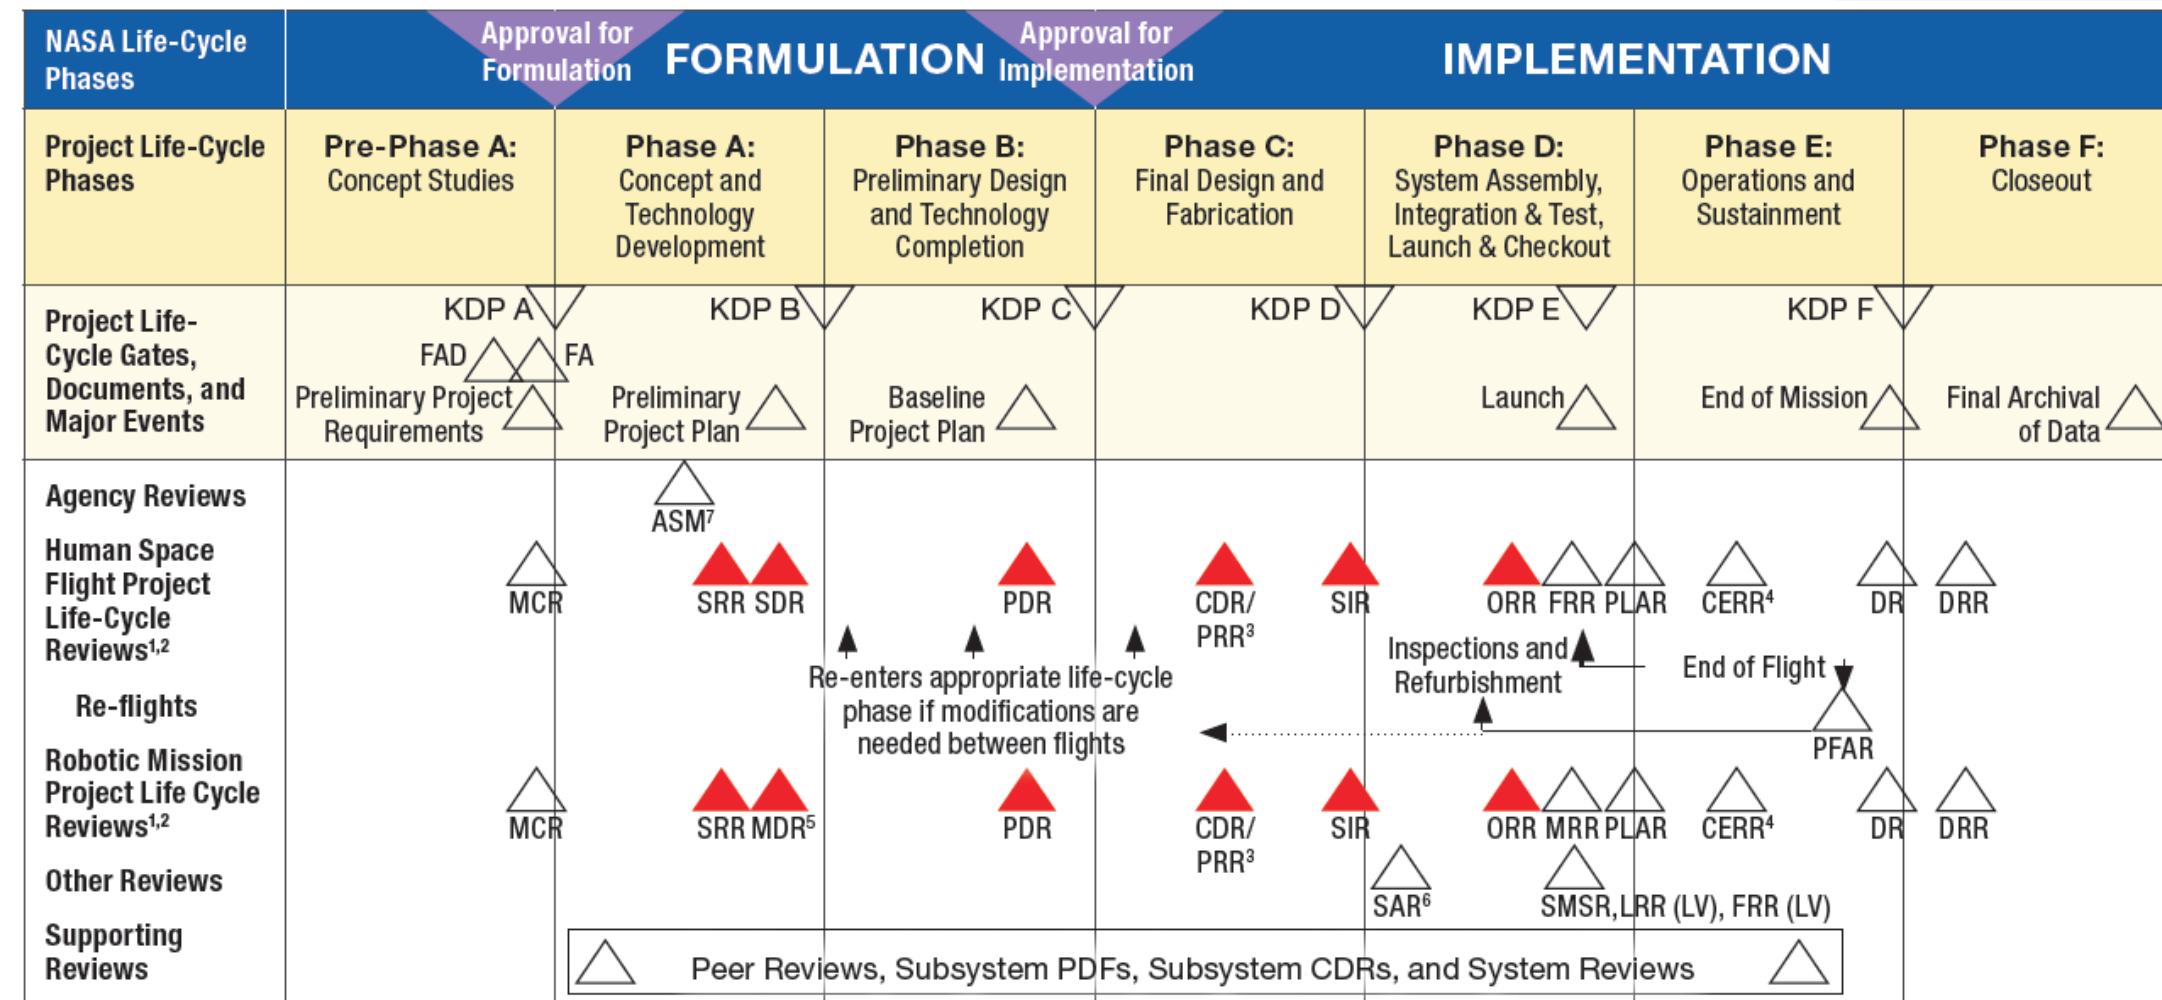 NASA Life-Cycle
Phases
Approval for
Formulation
FORMULATION
Approval for
Implementation
IMPLEMENTATION
Project Life-Cycle
Phases
Pre-Phase A:
Concept Studies
Phase A:
Concept and
Technology
Development
Phase B:
Preliminary Design
and Technology
Completion
Phase C:
Final Design and
Fabrication
Phase D:
System Assembly,
Integration & Test,
Launch & Checkout
Phase E:
Operations and
Sustainment
Phase F:
Closeout
Project Life-
Cycle Gates,
Documents, and
Major Events
KDP A
FAD
FA
Preliminary Project
Requirements
KDP B
Preliminary
Project Plan
KDP C
Baseline
Project Plan
KDP D
KDP E
Launch
KDP F
End of Mission
Final Archival
of Data
Agency Reviews
ASM⁷
Human Space
Flight Project
Life-Cycle
Reviews¹,²
MCR
SRR SDR
PDR
CDR/
PRR³
SIR
ORR FRR PLAR
CERR⁴
DR
DRR
Re-flights
Re-enters appropriate life-cycle
phase if modifications are
needed between flights
Inspections and
Refurbishment
End of Flight
PFAR
Robotic Mission
Project Life Cycle
Reviews¹,²
MCR
SRR MDR⁵
PDR
CDR/
PRR³
SIR
ORR MRR PLAR
CERR⁴
DR
DRR
Other Reviews
SAR⁶
SMSR,LRR (LV), FRR (LV)
Supporting
Reviews
Peer Reviews, Subsystem PDFs, Subsystem CDRs, and System Reviews